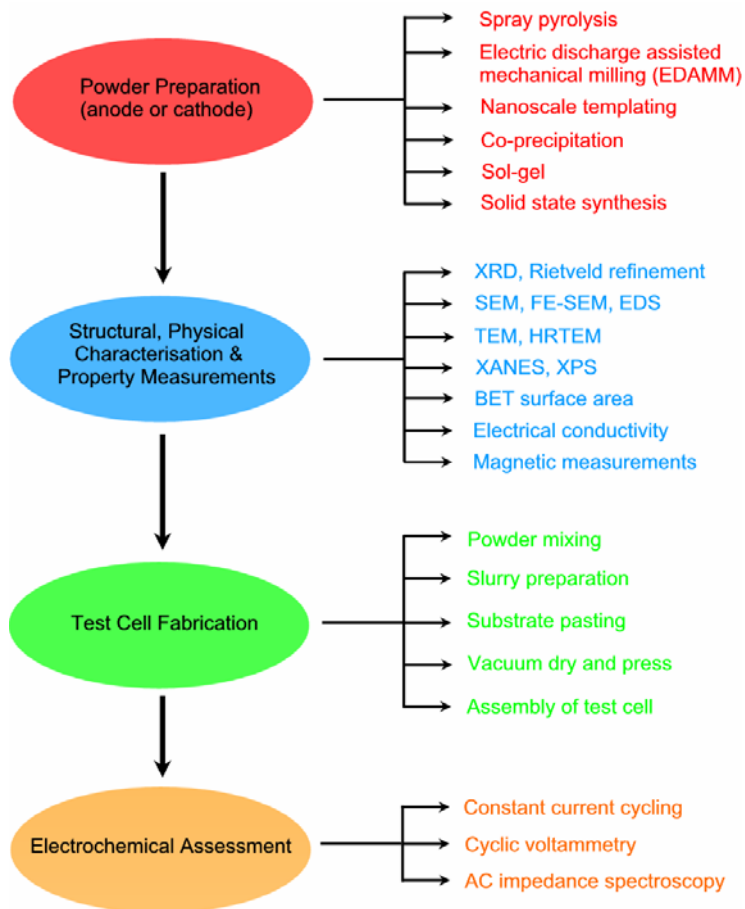 Powder Preparation
(anode or cathode)
Spray pyrolysis
Electric discharge assisted
mechanical milling (EDAMM)
Nanoscale templating
Co-precipitation
Sol-gel
Solid state synthesis
Structural, Physical
Characterisation &
Property Measurements
XRD, Rietveld refinement
SEM, FE-SEM, EDS
TEM, HRTEM
XANES, XPS
BET surface area
Electrical conductivity
Magnetic measurements
Test Cell Fabrication
Powder mixing
Slurry preparation
Substrate pasting
Vacuum dry and press
Assembly of test cell
Electrochemical Assessment
Constant current cycling
Cyclic voltammetry
AC impedance spectroscopy